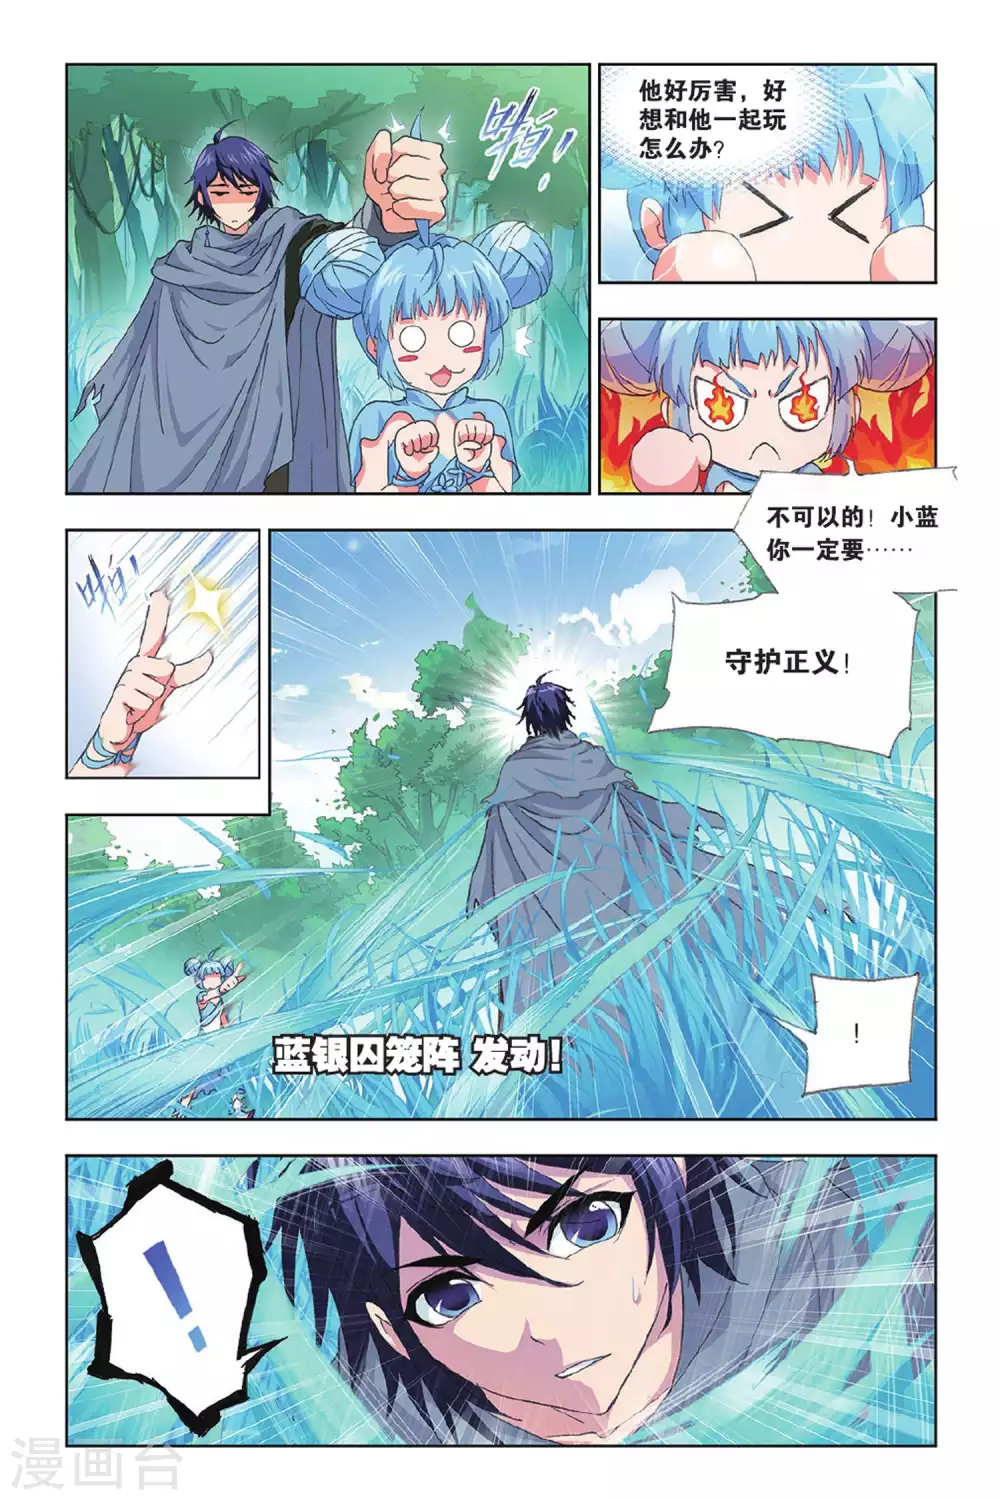 啪!
他好厉害，好
想和他一起玩
怎么办？
不可以的！小蓝
你一定要……
啪!
守护正义！
！
蓝银囚笼阵 发动!
!
漫画台